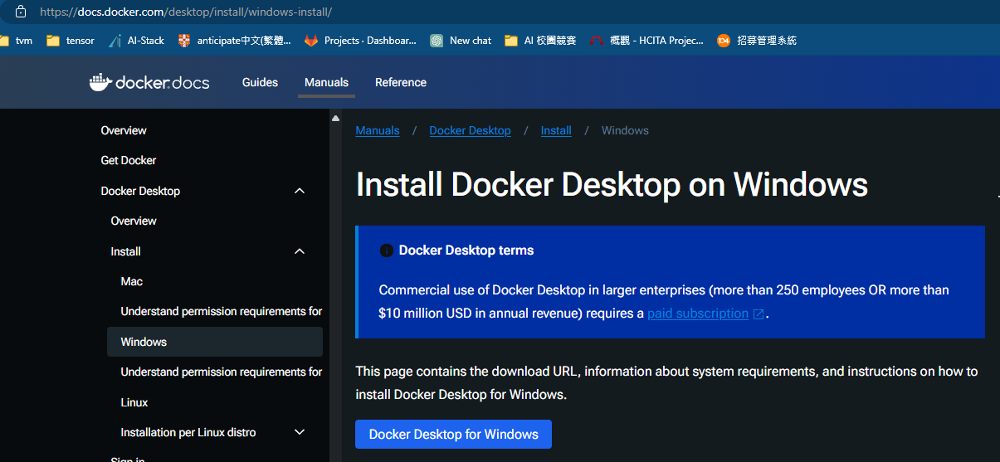 https://docs.docker.com/desktop/install/windows-install/
tvm tensor AI-Stack anticipate中文(繁體... Projects · Dashboar... New chat AI 校園競賽 概觀 - HCITA Projec... 104 招募管理系統
docker.docs Guides Manuals Reference
Overview
Get Docker
Docker Desktop
Overview
Install
Mac
Understand permission requirements for
Windows
Understand permission requirements for
Linux
Installation per Linux distro
Sign in
Manuals / Docker Desktop / Install / Windows
Install Docker Desktop on Windows
Docker Desktop terms
Commercial use of Docker Desktop in larger enterprises (more than 250 employees OR more than
$10 million USD in annual revenue) requires a paid subscription.
This page contains the download URL, information about system requirements, and instructions on how to
install Docker Desktop for Windows.
Docker Desktop for Windows